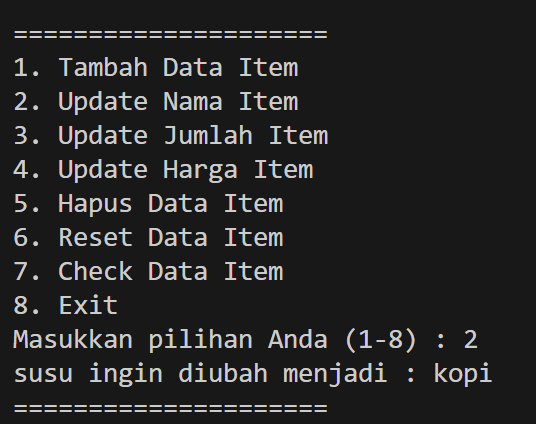 =====================
1. Tambah Data Item
2. Update Nama Item
3. Update Jumlah Item
4. Update Harga Item
5. Hapus Data Item
6. Reset Data Item
7. Check Data Item
8. Exit
Masukkan pilihan Anda (1-8) : 2
susu ingin diubah menjadi : kopi
=====================